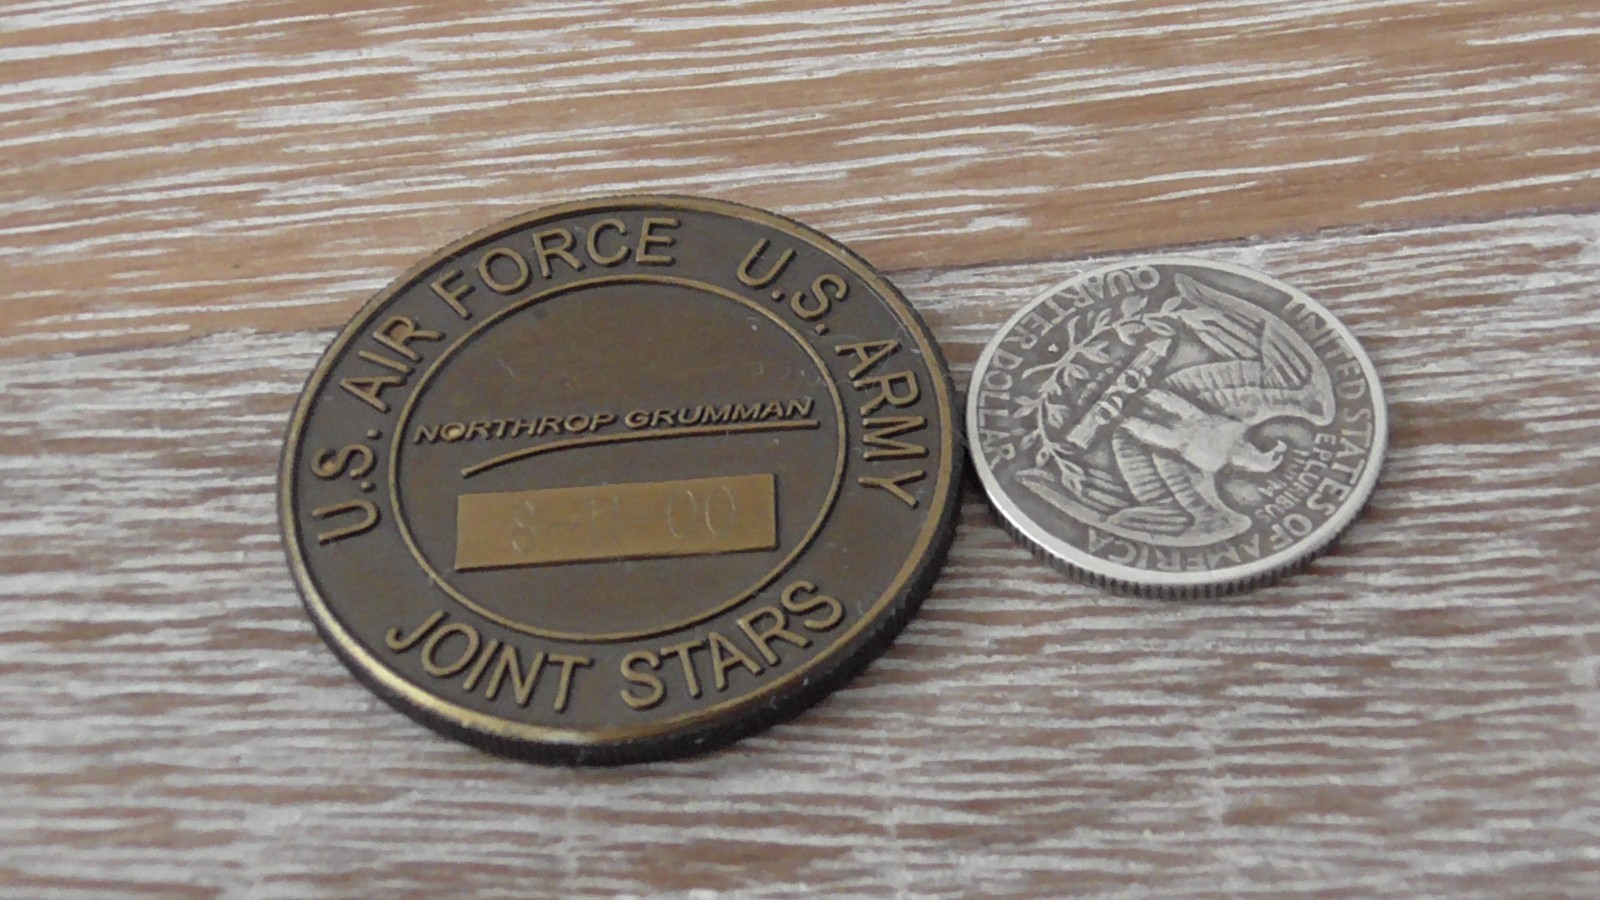 U.S. AIR FORCE U.S. ARMY
NORTHROP GRUMMAN
8-11-00
JOINT STARS
UNITED STATES OF AMERICA
E PLURIBUS
UNUM
QUARTER DOLLAR